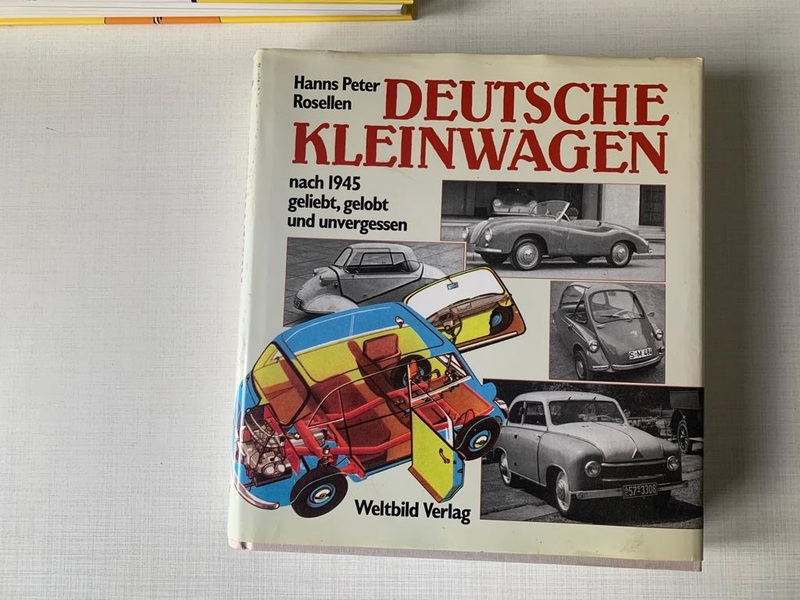 Hanns Peter
Rosellen
DEUTSCHE
KLEINWAGEN
nach 1945
geliebt, gelobt
und unvergessen
Weltbild Verlag